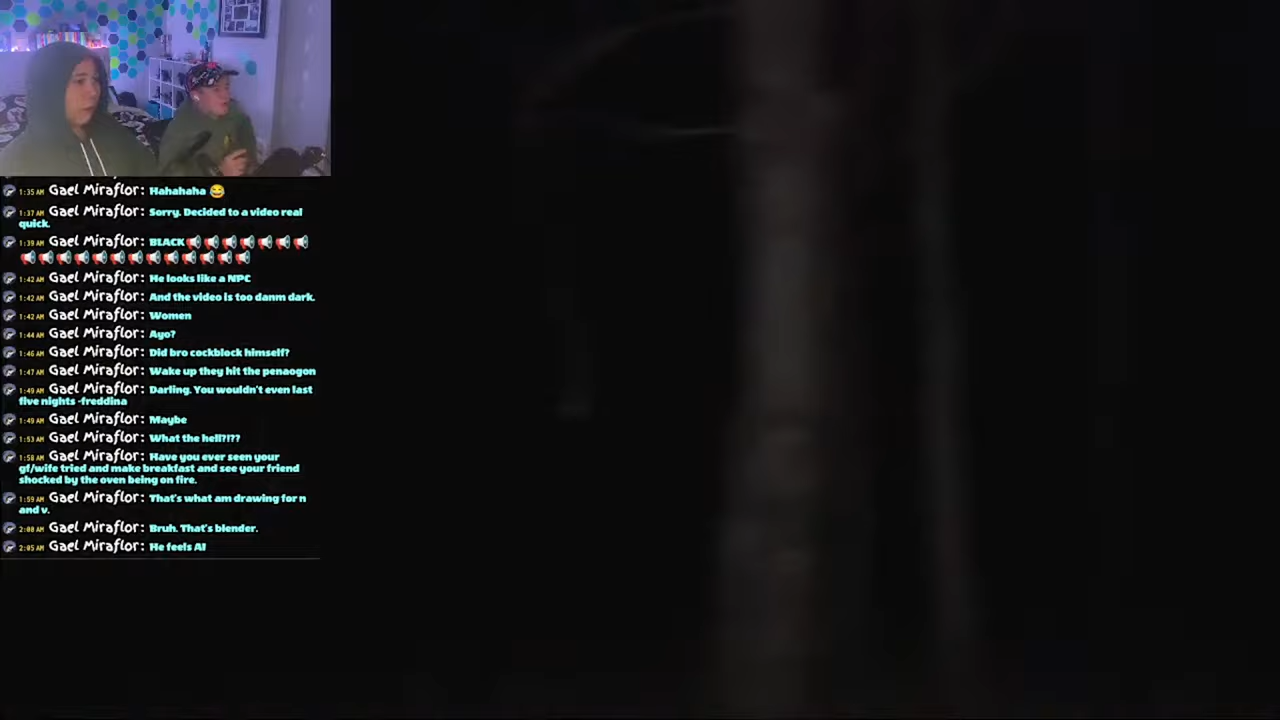 1:35 AM Gael Miraflor: Hahahaha 😂
1:37 AM Gael Miraflor: Sorry. Decided to a video real
quick.
1:39 AM Gael Miraflor: BLACK📢📢📢📢📢📢📢
📢📢📢📢📢📢📢📢📢📢📢📢📢
1:42 AM Gael Miraflor: He looks like a NPC
1:42 AM Gael Miraflor: And the video is too danm dark.
1:42 AM Gael Miraflor: Women
1:44 AM Gael Miraflor: Ayo?
1:46 AM Gael Miraflor: Did bro cockblock himself?
1:47 AM Gael Miraflor: Wake up they hit the penaogon
1:49 AM Gael Miraflor: Darling. You wouldn't even last
five nights -freddina
1:49 AM Gael Miraflor: Maybe
1:53 AM Gael Miraflor: What the hell?!??
1:58 AM Gael Miraflor: Have you ever seen your
gf/wife tried and make breakfast and see your friend
shocked by the oven being on fire.
1:59 AM Gael Miraflor: That's what am drawing for n
and v.
2:00 AM Gael Miraflor: Bruh. That's blender.
2:05 AM Gael Miraflor: He feels AI